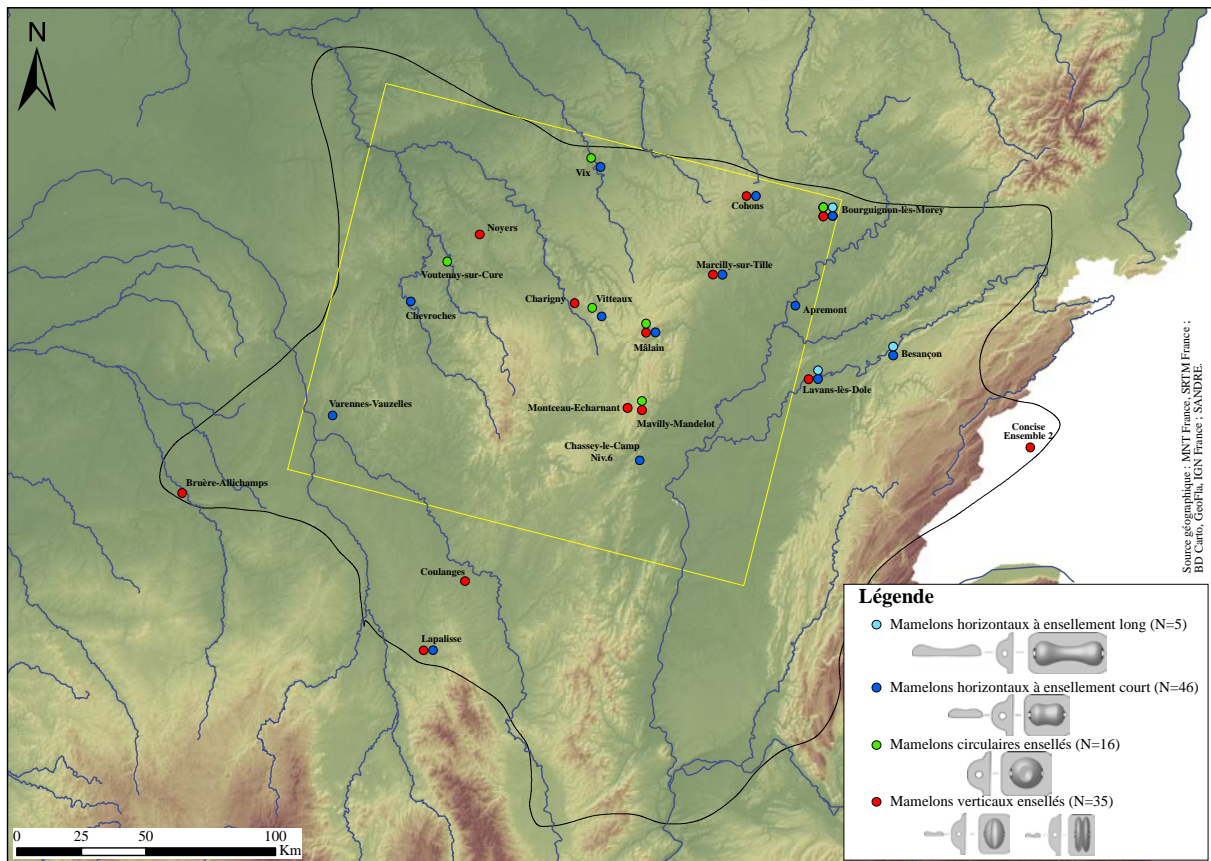 N
Vix
Cohons
Bourguignon-lès-Morey
Noyers
Voutenay-sur-Cure
Marcilly-sur-Tille
Charigny
Vitteaux
Chevroches
Apremont
Mâlain
Besançon
Lavans-lès-Dole
Varennes-Vauzelles
Montceau-Echarnant
Mavilly-Mandelot
Chassey-le-Camp
Niv.6
Concise
Ensemble 2
Bruère-Allichamps
Coulanges
Lapalisse
Source géographique : MNT France, SRTM France ;
BD Carto, GeoFla, IGN France ; SANDRE.
Légende
Mamelons horizontaux à ensellement long (N=5)
Mamelons horizontaux à ensellement court (N=46)
Mamelons circulaires ensellés (N=16)
Mamelons verticaux ensellés (N=35)
0 25 50 100
Km